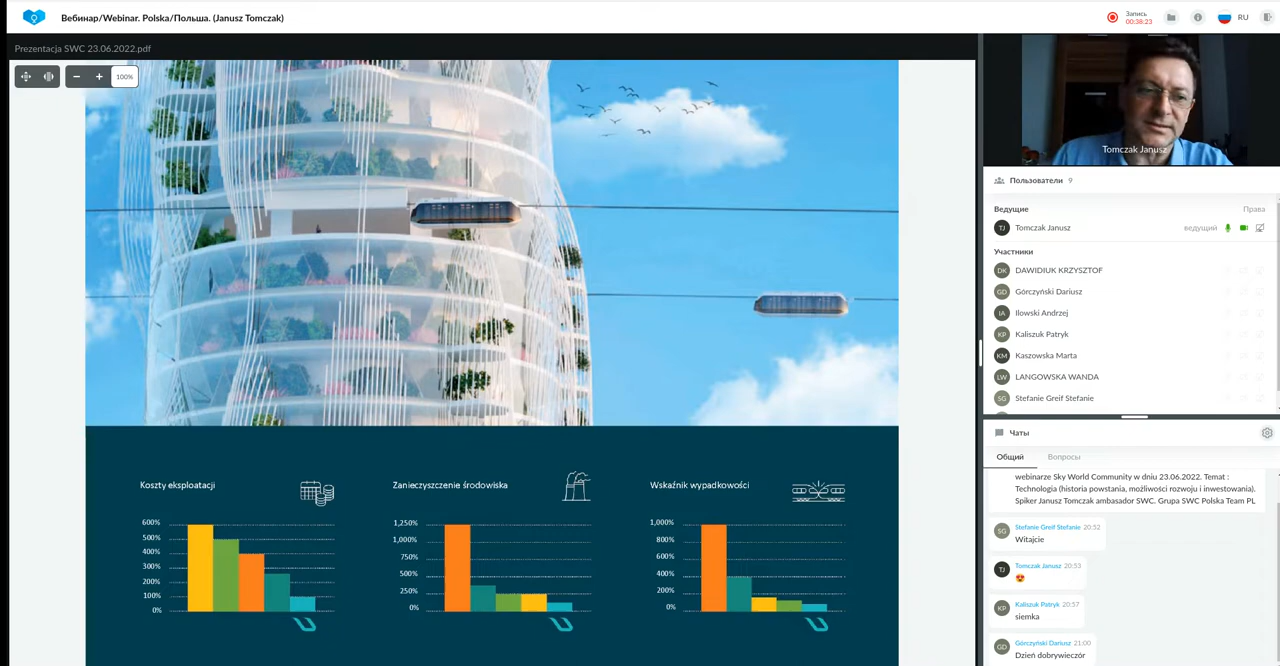 Вебинар/Webinar. Polska/Польша. (Janusz Tomczak)
Запись
00:38:23
RU
Prezentacja SWC 23.06.2022.pdf
100%
Tomczak Janusz
Пользователи 9
Ведущие Права
TJ Tomczak Janusz ведущий
Участники
DK DAWIDIUK KRZYSZTOF
GD Górczyński Dariusz
IA Ilowski Andrzej
KP Kaliszuk Patryk
KM Kaszowska Marta
LW LANGOWSKA WANDA
SG Stefanie Greif Stefanie
Чаты
Общий Вопросы
webinarze Sky World Community w dniu 23.06.2022. Temat :
Technologia (historia powstania, możliwości rozwoju i inwestowania).
Spiker Janusz Tomczak ambasador SWC. Grupa SWC Polska Team PL
SG Stefanie Greif Stefanie 20:52
Witajcie
TJ Tomczak Janusz 20:53
😍
KP Kaliszuk Patryk 20:57
siemka
GD Górczyński Dariusz 21:00
Dzień dobrywieczór
Koszty eksploatacji
600%
500%
400%
300%
200%
100%
0%
Zanieczyszczenie środowiska
1,250%
1,000%
750%
500%
250%
0%
Wskaźnik wypadkowości
1,000%
800%
600%
400%
200%
0%